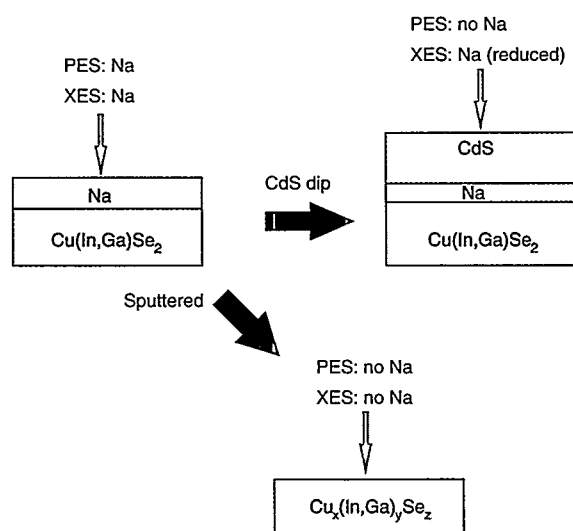 PES: Na
XES: Na
Na
Cu(In,Ga)Se₂
CdS dip
PES: no Na
XES: Na (reduced)
CdS
Na
Cu(In,Ga)Se₂
Sputtered
PES: no Na
XES: no Na
Cuₓ(In,Ga)ᵧSe_z